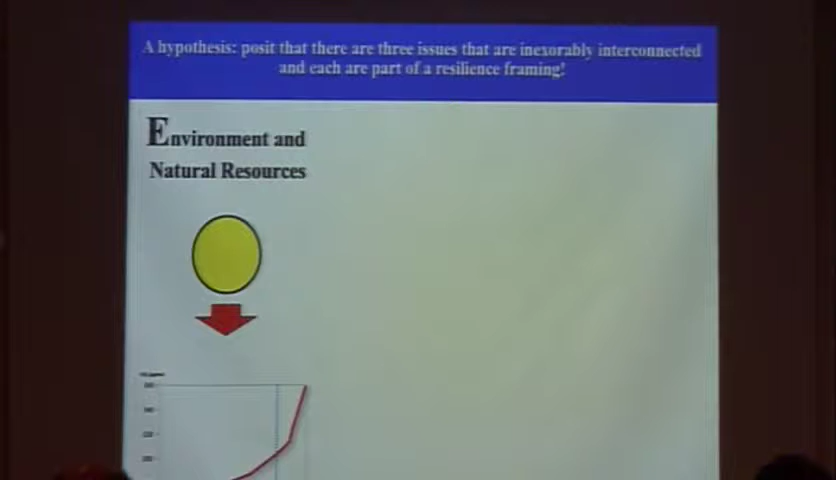 A hypothesis: posit that there are three issues that are inexorably interconnected
and each are part of a resilience framing!
Environment and
Natural Resources